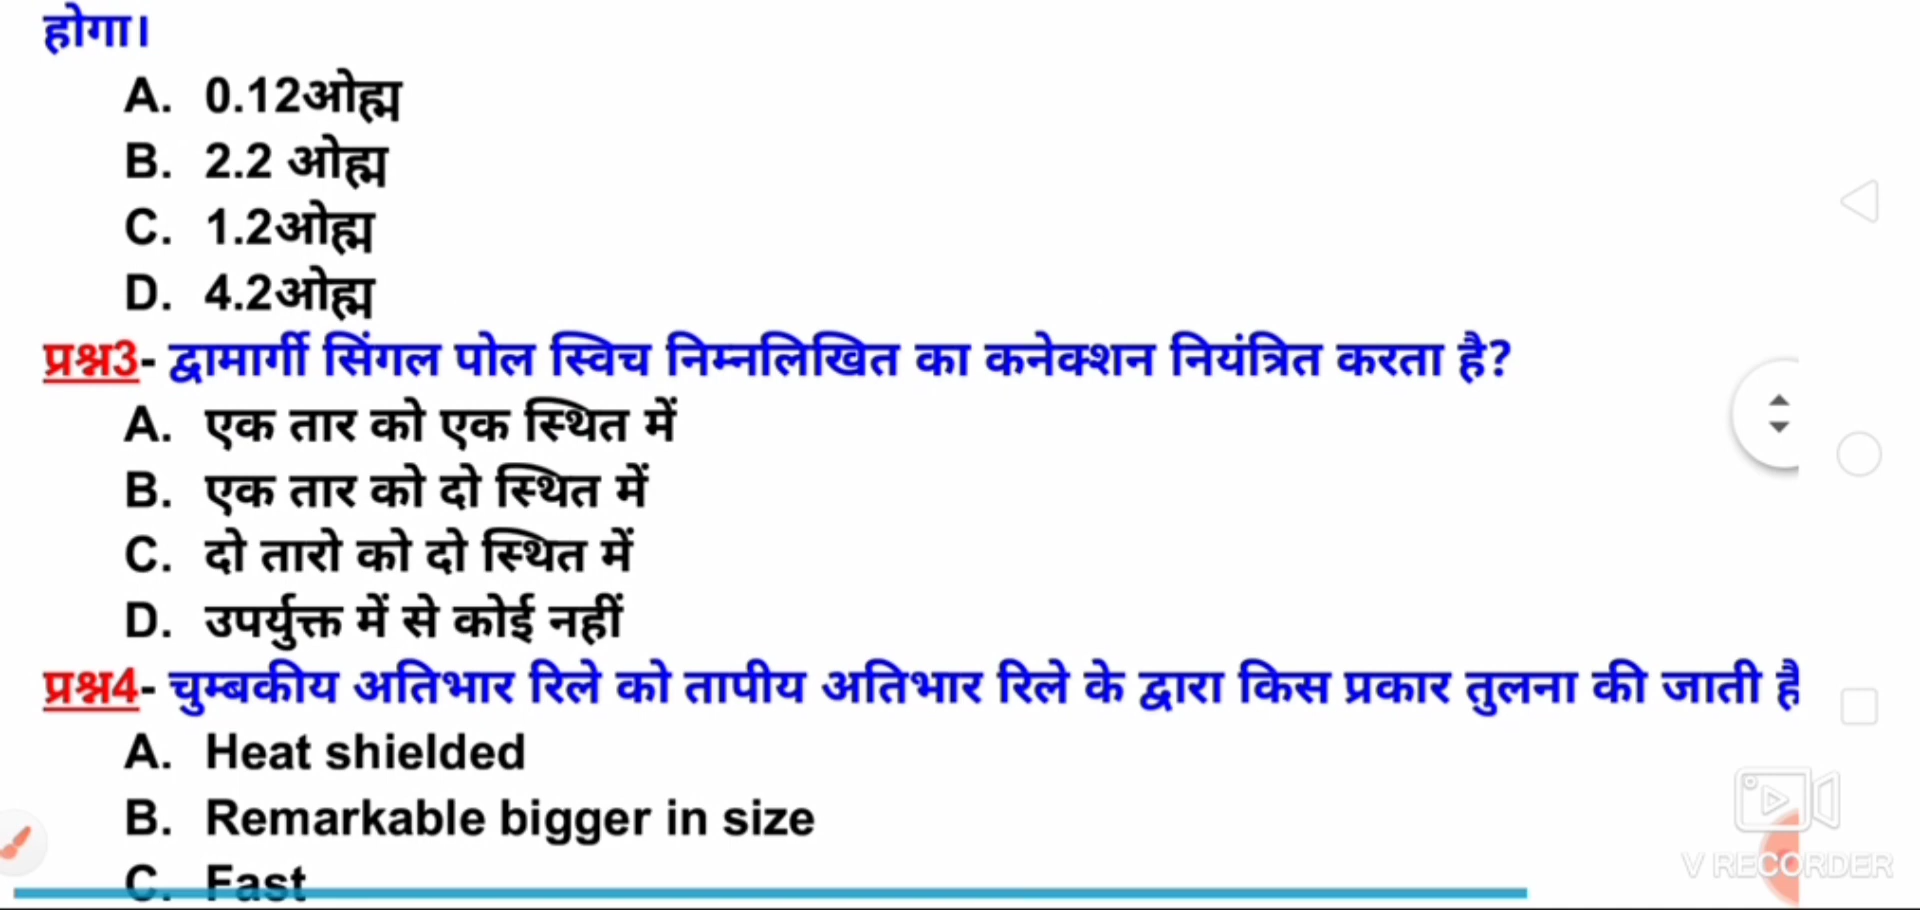 होगा।
A. 0.12ओह्म
B. 2.2 ओह्म
C. 1.2ओह्म
D. 4.2ओह्म
प्रश्न3- द्वामार्गी सिंगल पोल स्विच निम्नलिखित का कनेक्शन नियंत्रित करता है?
A. एक तार को एक स्थित में
B. एक तार को दो स्थित में
C. दो तारो को दो स्थित में
D. उपर्युक्त में से कोई नहीं
प्रश्न4- चुम्बकीय अतिभार रिले को तापीय अतिभार रिले के द्वारा किस प्रकार तुलना की जाती है
A. Heat shielded
B. Remarkable bigger in size
C. Fast
V RECORDER